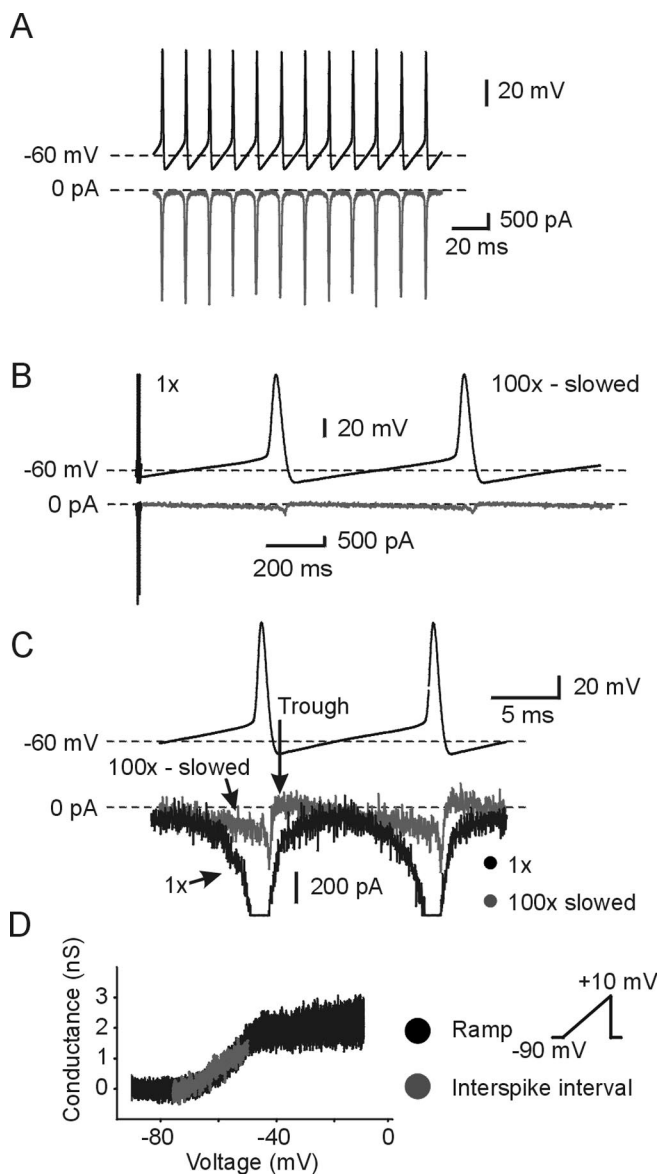 A
20 mV
-60 mV
0 pA
500 pA
20 ms
B
1x
100x - slowed
20 mV
-60 mV
0 pA
500 pA
200 ms
C
Trough
20 mV
5 ms
-60 mV
100x - slowed
0 pA
1x
200 pA
1x
100x slowed
D
Conductance (nS)
3
2
1
0
-80
-40
0
Voltage (mV)
Ramp
+10 mV
-90 mV
Interspike interval